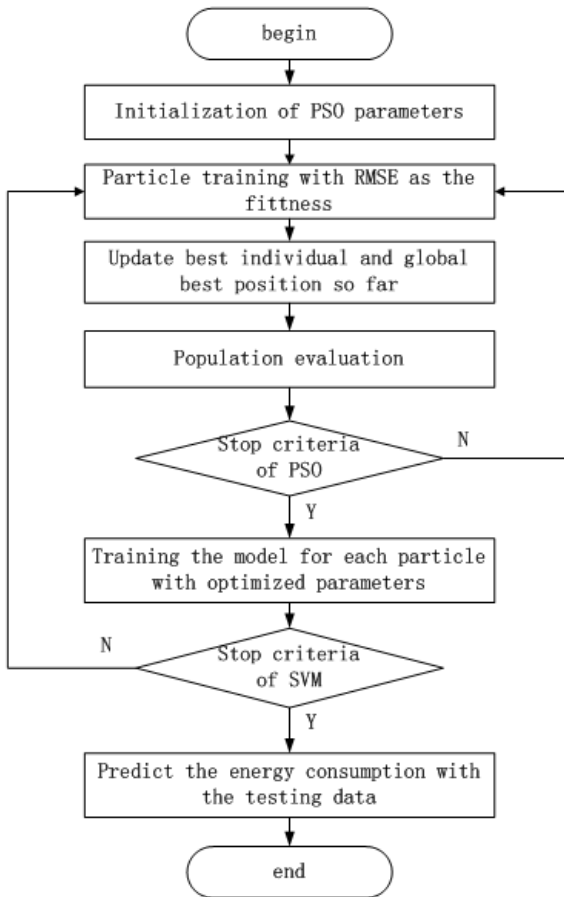 begin
Initialization of PSO parameters
Particle training with RMSE as the
fittness
Update best individual and global
best position so far
Population evaluation
Stop criteria
of PSO
N
Y
Training the model for each particle
with optimized parameters
N
Stop criteria
of SVM
Y
Predict the energy consumption with
the testing data
end